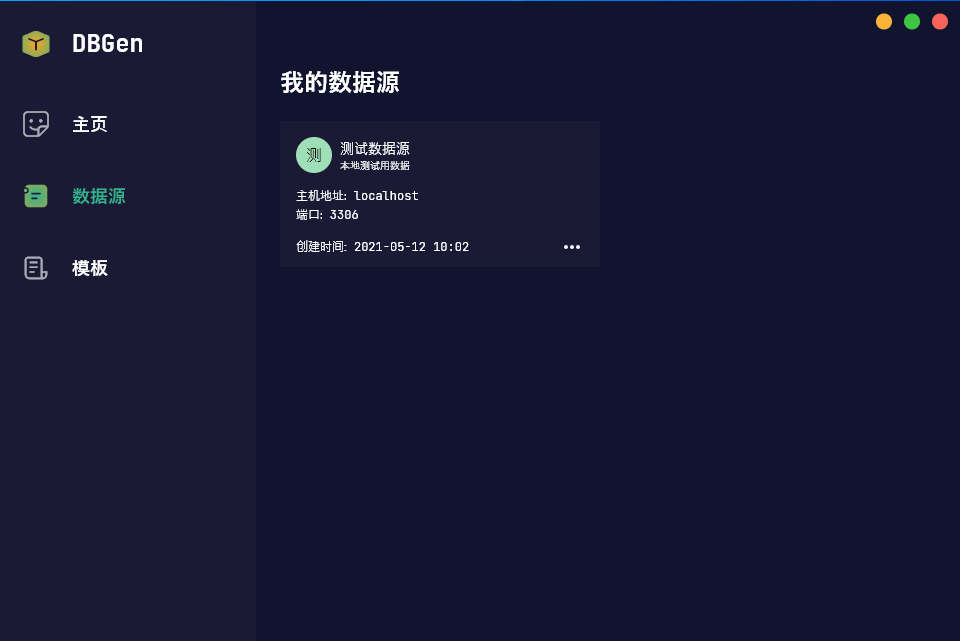 DBGen
主页
数据源
模板
我的数据源
测
测试数据源
本地测试用数据
主机地址: localhost
端口: 3306
创建时间: 2021-05-12 10:02